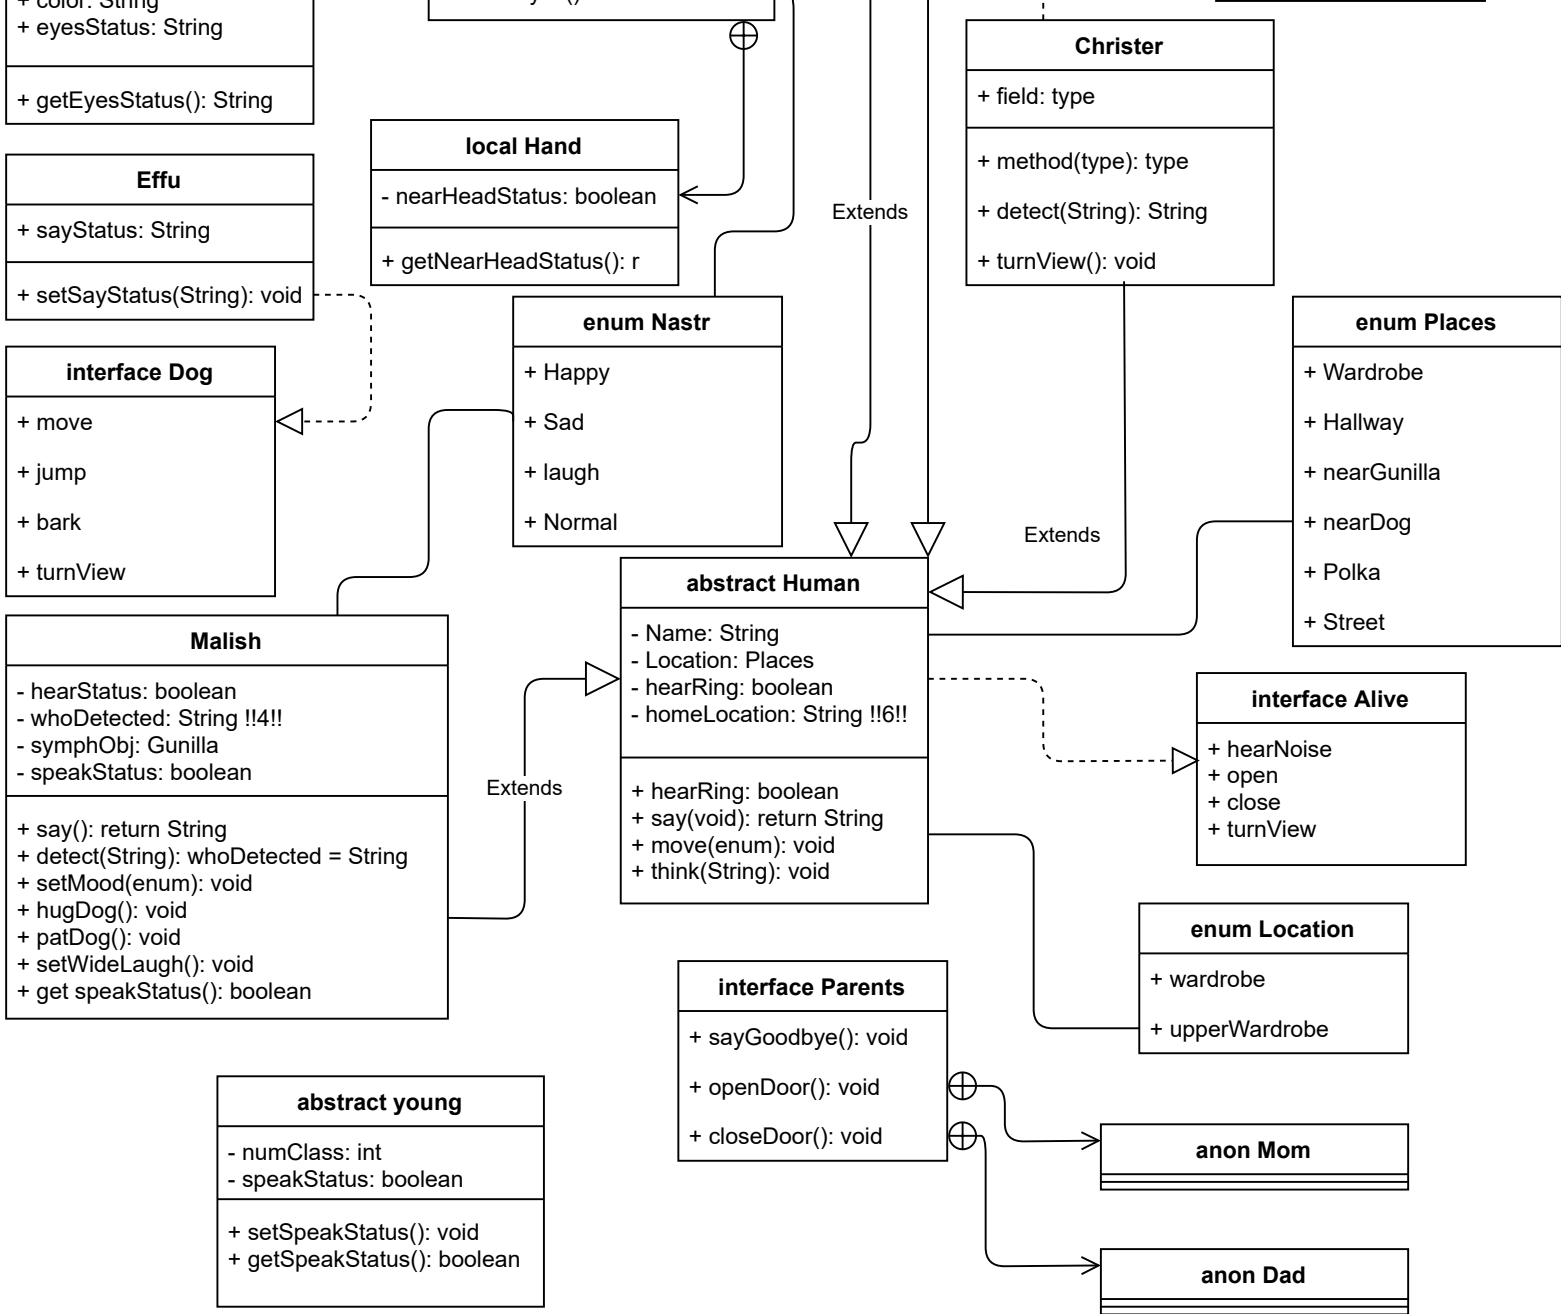 + color: String
+ eyesStatus: String
+ getEyesStatus(): String
Effu
+ sayStatus: String
+ setSayStatus(String): void
interface Dog
+ move
+ jump
+ bark
+ turnView
local Hand
- nearHeadStatus: boolean
+ getNearHeadStatus(): r
enum Nastr
+ Happy
+ Sad
+ laugh
+ Normal
Extends
Christer
+ field: type
+ method(type): type
+ detect(String): String
+ turnView(): void
Extends
enum Places
+ Wardrobe
+ Hallway
+ nearGunilla
+ nearDog
+ Polka
+ Street
Malish
- hearStatus: boolean
- whoDetected: String !!4!!
- symphObj: Gunilla
- speakStatus: boolean
+ say(): return String
+ detect(String): whoDetected = String
+ setMood(enum): void
+ hugDog(): void
+ patDog(): void
+ setWideLaugh(): void
+ get speakStatus(): boolean
Extends
abstract Human
- Name: String
- Location: Places
- hearRing: boolean
- homeLocation: String !!6!!
+ hearRing: boolean
+ say(void): return String
+ move(enum): void
+ think(String): void
interface Alive
+ hearNoise
+ open
+ close
+ turnView
enum Location
+ wardrobe
+ upperWardrobe
interface Parents
+ sayGoodbye(): void
+ openDoor(): void
+ closeDoor(): void
abstract young
- numClass: int
- speakStatus: boolean
+ setSpeakStatus(): void
+ getSpeakStatus(): boolean
anon Mom
anon Dad